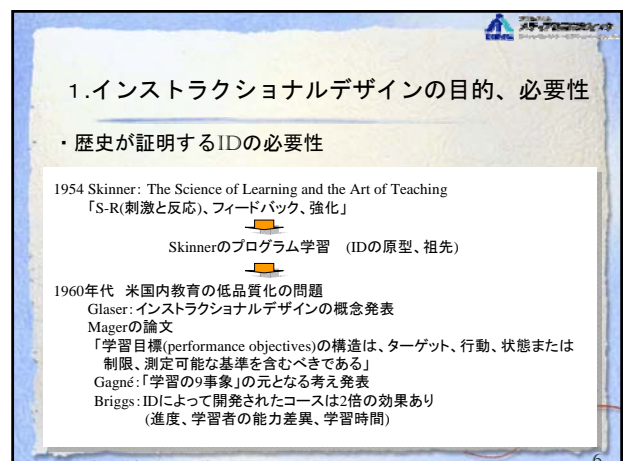 1.インストラクショナルデザインの目的、必要性
・歴史が証明するIDの必要性
1954 Skinner: The Science of Learning and the Art of Teaching
「S-R(刺激と反応)、フィードバック、強化」
Skinnerのプログラム学習 (IDの原型、祖先)
1960年代 米国内教育の低品質化の問題
Glaser:インストラクショナルデザインの概念発表
Magerの論文
「学習目標(performance objectives)の構造は、ターゲット、行動、状態または
制限、測定可能な基準を含むべきである」
Gagné:「学習の9事象」の元となる考え発表
Briggs:IDによって開発されたコースは2倍の効果あり
(進度、学習者の能力差異、学習時間)
6